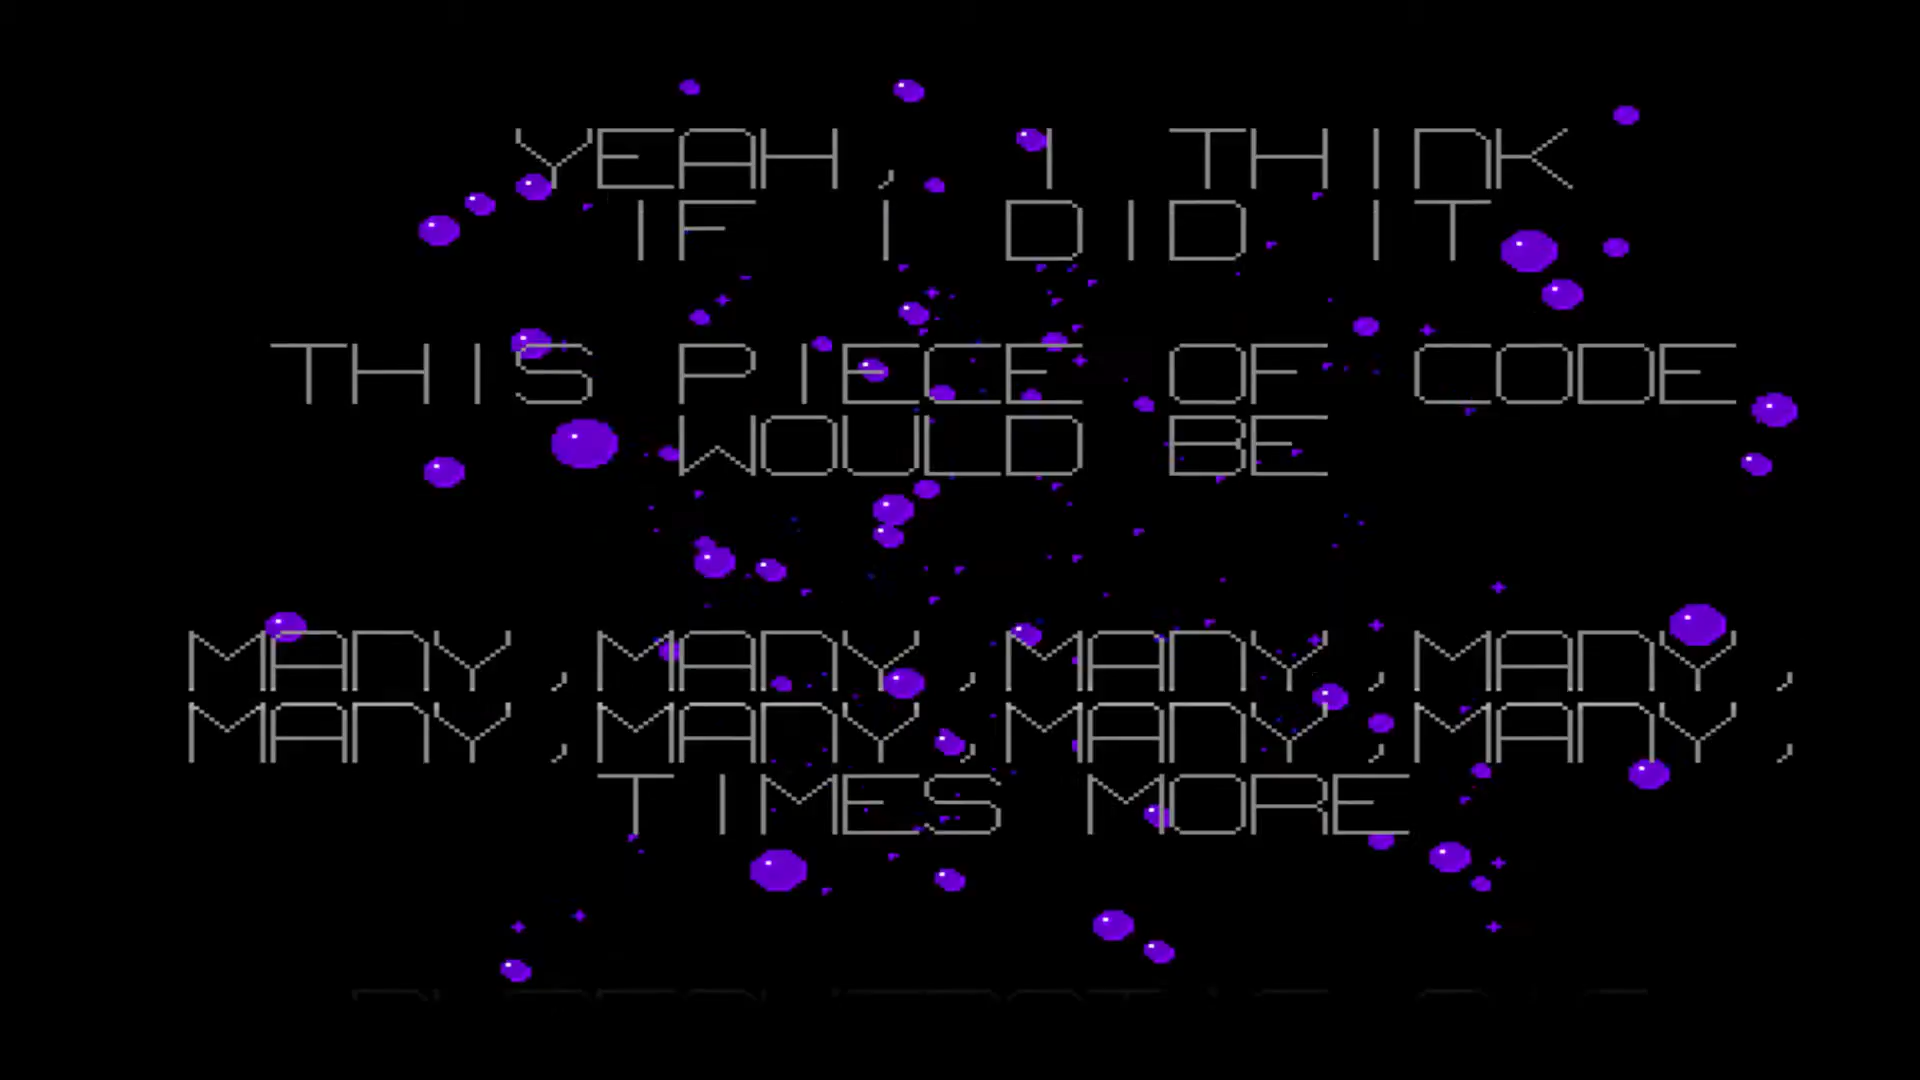 YEAH, I THINK
IF I DID IT
THIS PIECE OF CODE
WOULD BE
MANY,MANY,MANY,MANY,
MANY,MANY,MANY,MANY,
TIMES MORE